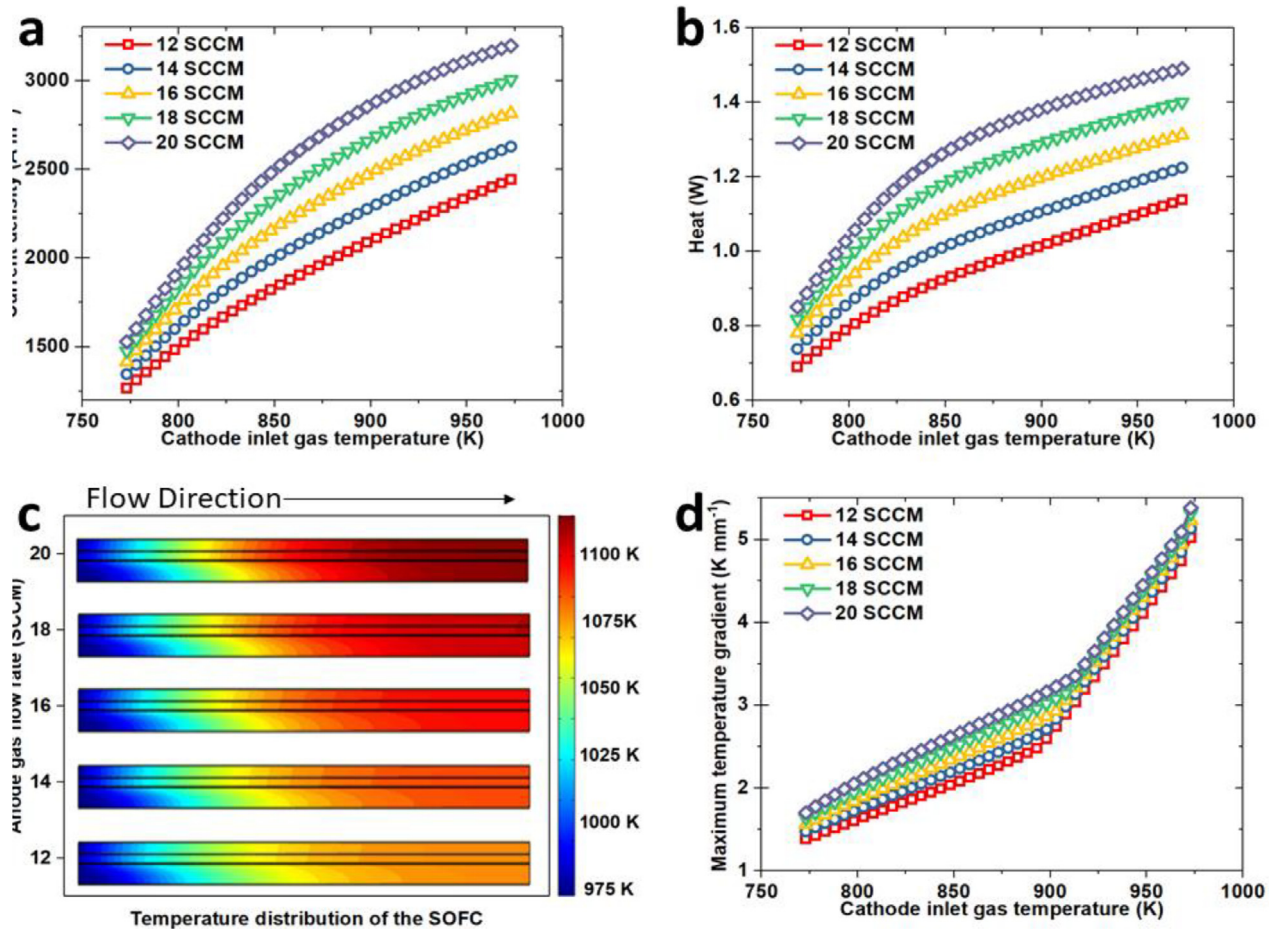 a
12 SCCM
14 SCCM
16 SCCM
18 SCCM
20 SCCM
3000
2500
2000
1500
750 800 850 900 950 1000
Cathode inlet gas temperature (K)
b
12 SCCM
14 SCCM
16 SCCM
18 SCCM
20 SCCM
Heat (W)
1.6
1.4
1.2
1.0
0.8
0.6
750 800 850 900 950 1000
Cathode inlet gas temperature (K)
c
Flow Direction
gas flow rate (SCCM)
20
18
16
14
12
1100 K
1075K
1050 K
1025 K
1000 K
975 K
Temperature distribution of the SOFC
d
12 SCCM
14 SCCM
16 SCCM
18 SCCM
20 SCCM
Maximum temperature gradient (K mm⁻¹)
5
4
3
2
1
750 800 850 900 950 1000
Cathode inlet gas temperature (K)